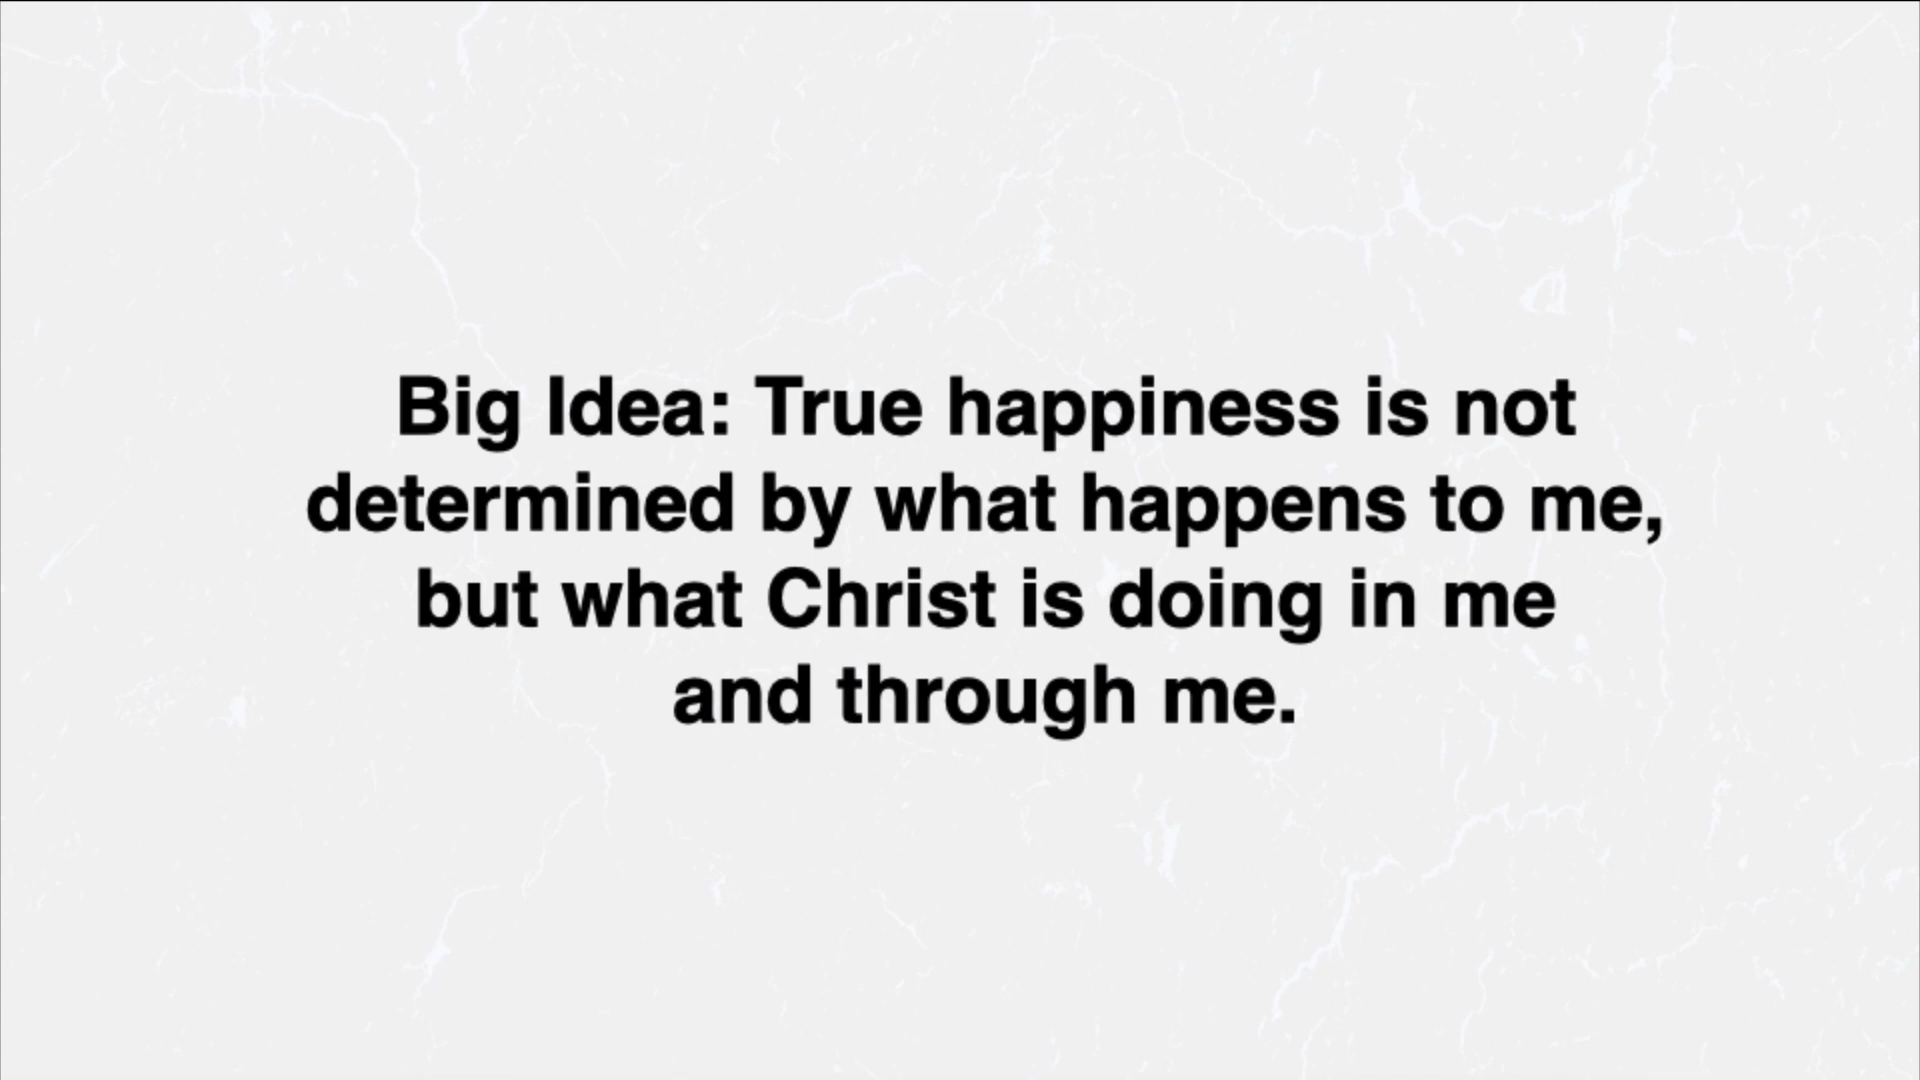 Big Idea: True happiness is not
determined by what happens to me,
but what Christ is doing in me
and through me.